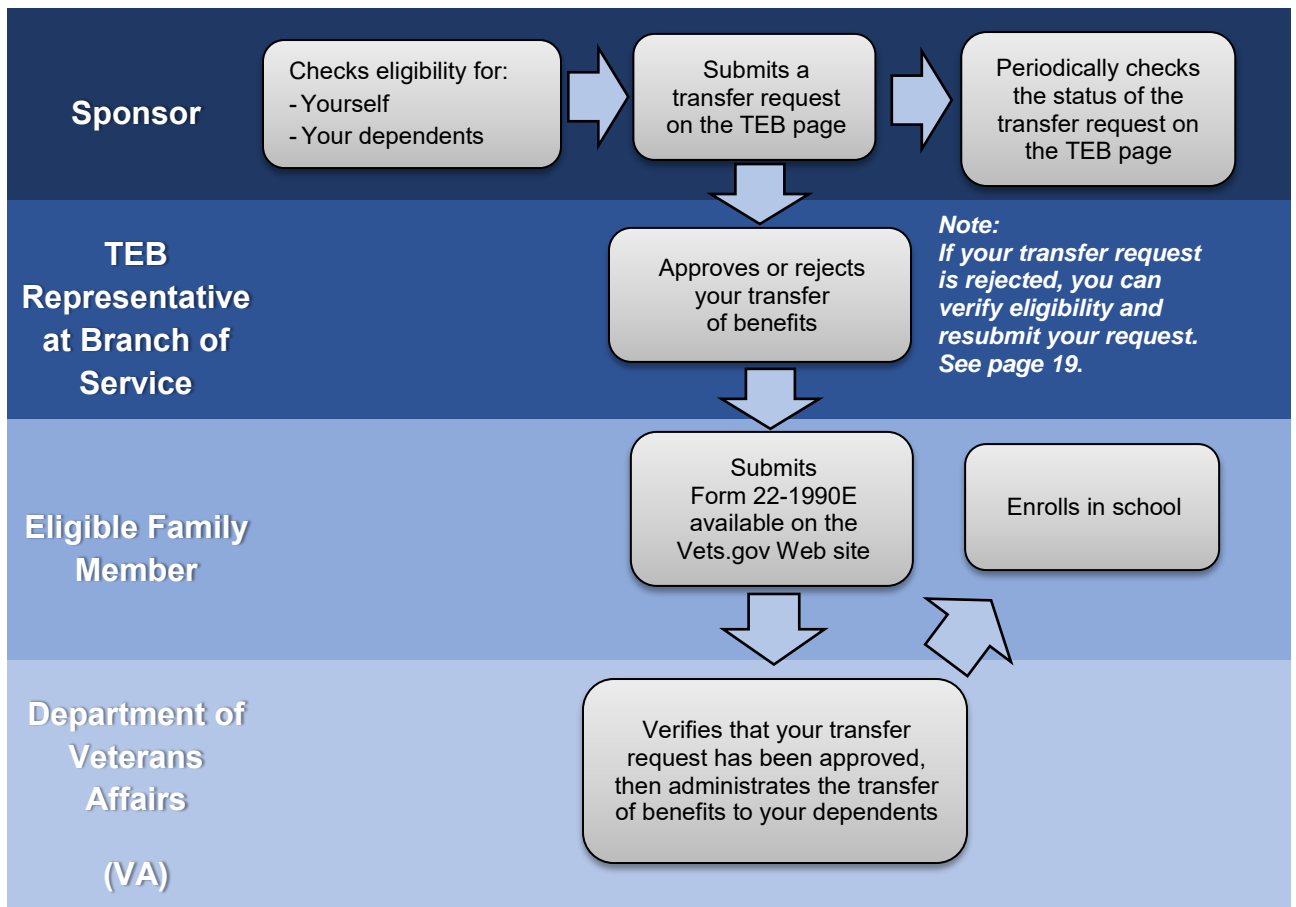 Sponsor
Checks eligibility for:
- Yourself
- Your dependents
Submits a
transfer request
on the TEB page
Periodically checks
the status of the
transfer request on
the TEB page
TEB
Representative
at Branch of
Service
Approves or rejects
your transfer
of benefits
Note:
If your transfer request
is rejected, you can
verify eligibility and
resubmit your request.
See page 19.
Eligible Family
Member
Submits
Form 22-1990E
available on the
Vets.gov Web site
Enrolls in school
Department of
Veterans
Affairs
(VA)
Verifies that your transfer
request has been approved,
then administrates the transfer
of benefits to your dependents